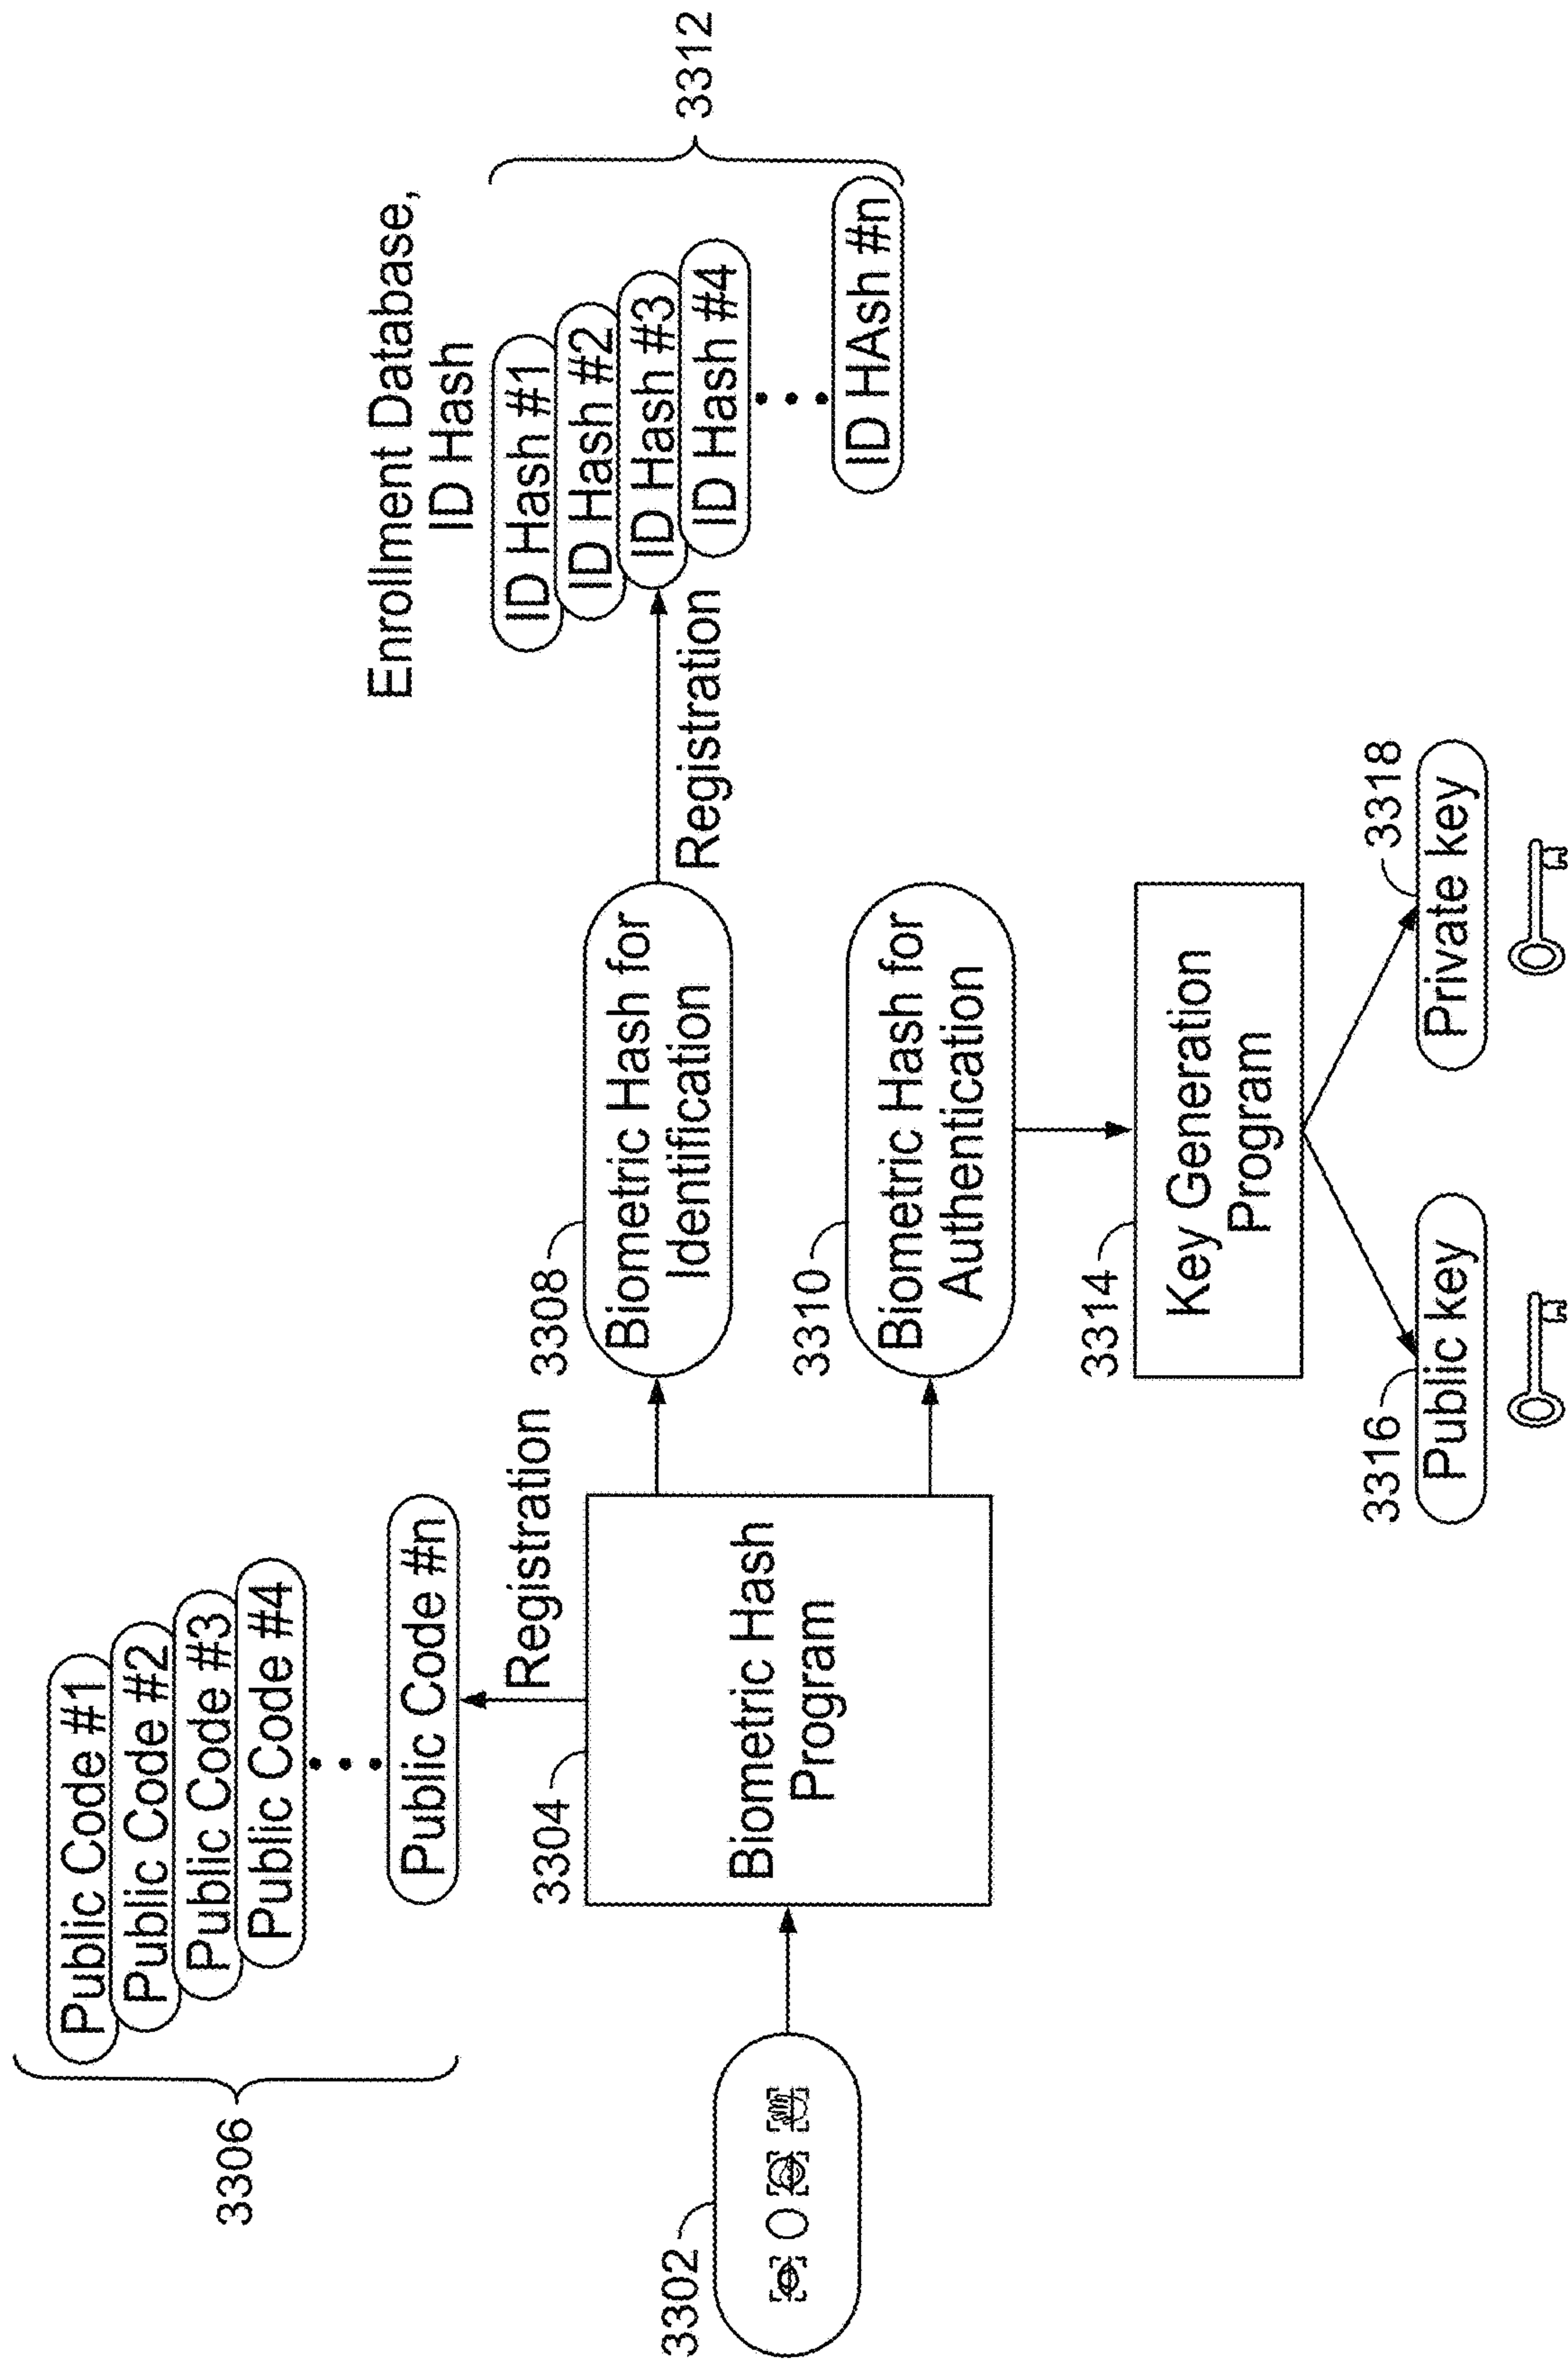 3306
Public Code #1
Public Code #2
Public Code #3
Public Code #4
Public Code #n
Registration
3302
3304
Biometric Hash
Program
3308
Biometric Hash for
Identification
Registration
Enrollment Database,
ID Hash
ID Hash #1
ID Hash #2
ID Hash #3
ID Hash #4
ID HAsh #n
3312
3310
Biometric Hash for
Authentication
3314
Key Generation
Program
3316
Public key
3318
Private key